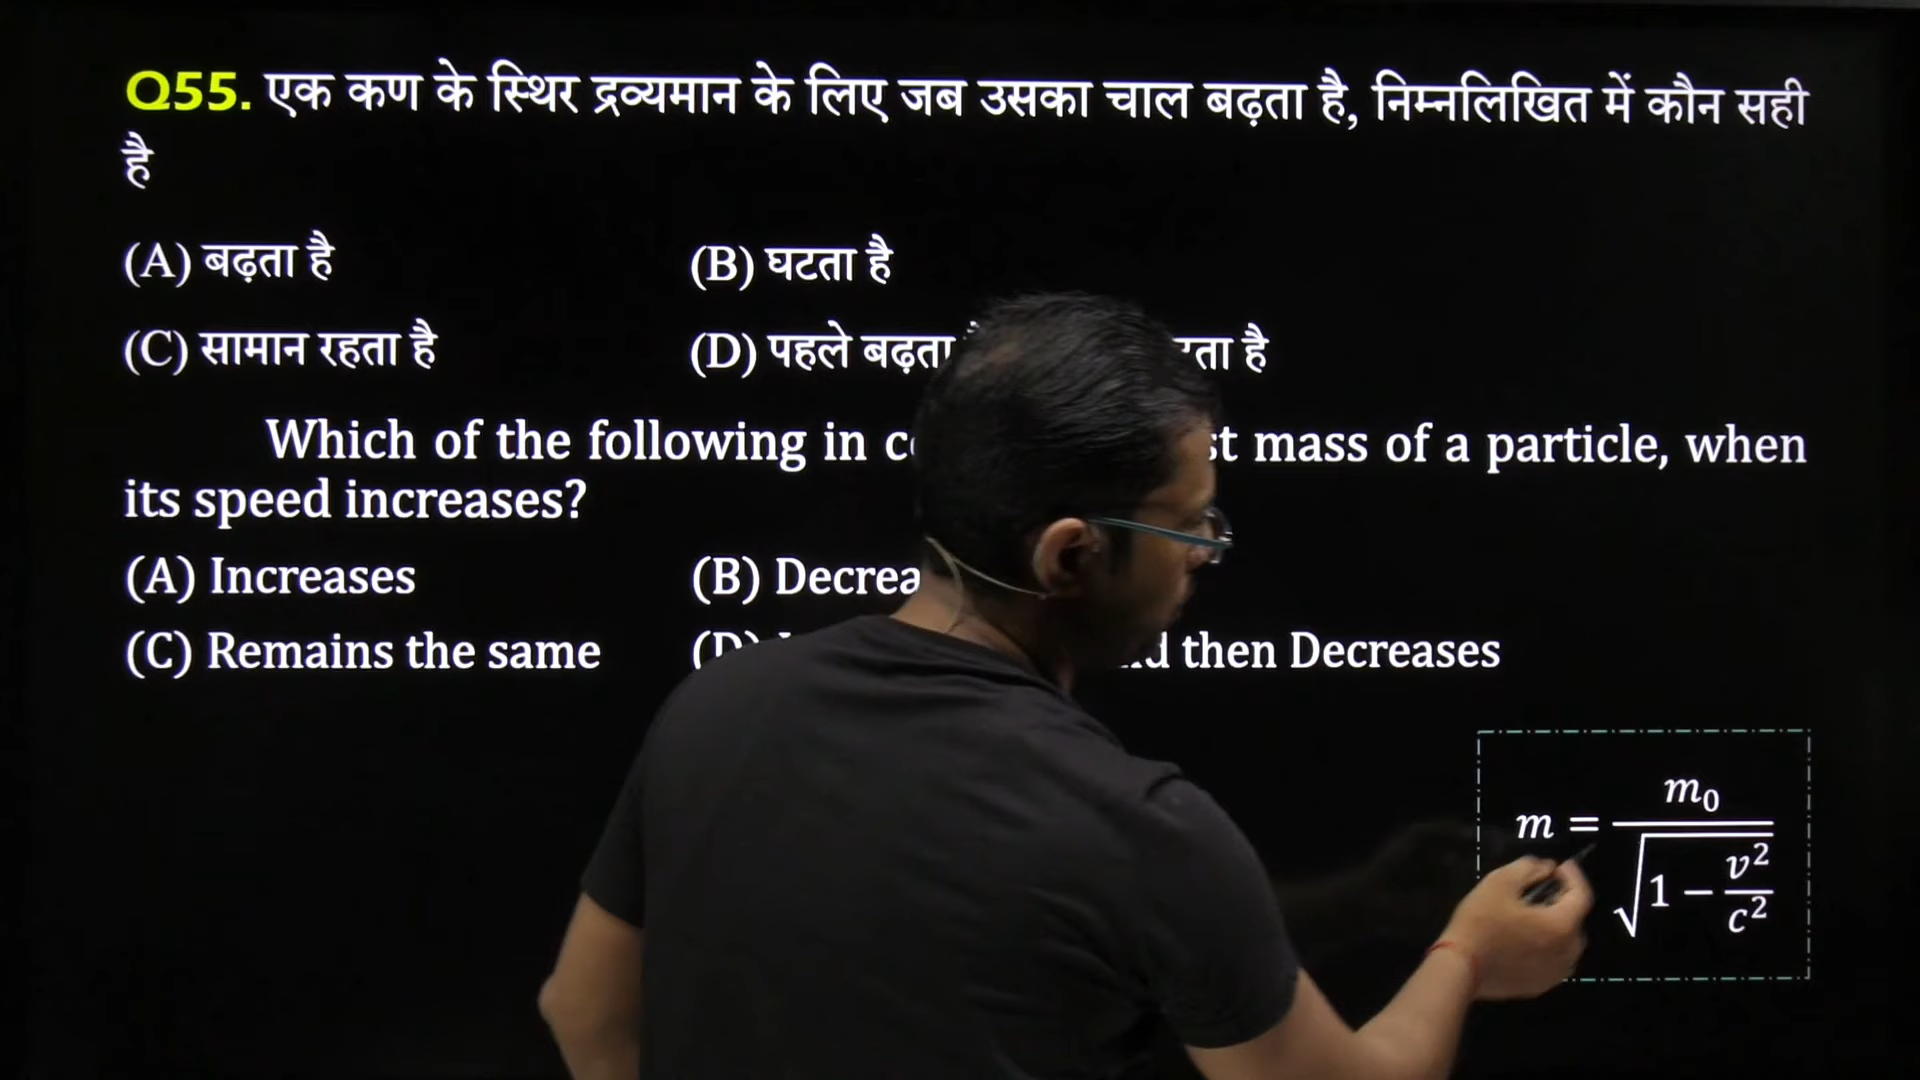 Q55. एक कण के स्थिर द्रव्यमान के लिए जब उसका चाल बढ़ता है, निम्नलिखित में कौन सही
है
(A) बढ़ता है (B) घटता है
(C) सामान रहता है (D) पहले बढ़ता है
Which of the following in mass of a particle, when
its speed increases?
(A) Increases (B)
(C) Remains the same (D) then Decreases
m = m₀ / √(1 − v²/c²)